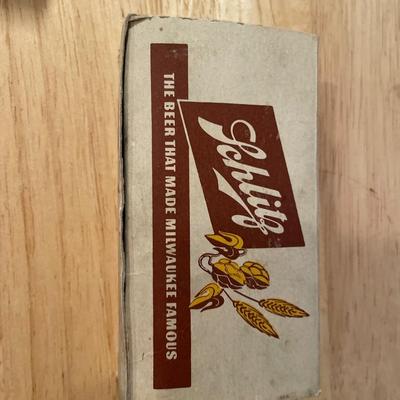 Schlitz
THE BEER THAT MADE MILWAUKEE FAMOUS